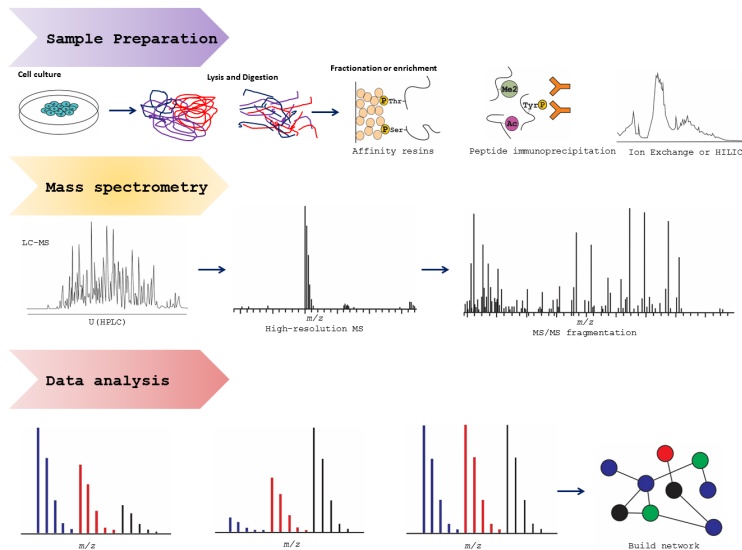 Sample Preparation
Cell culture
Lysis and Digestion
Fractionation or enrichment
P Thr
P Ser
Affinity resins
Me2
Tyr P
Ac
Peptide immunoprecipitation
Ion Exchange or HILIC
Mass spectrometry
LC-MS
U(HPLC)
m/z
High-resolution MS
m/z
MS/MS fragmentation
Data analysis
m/z
m/z
m/z
Build network